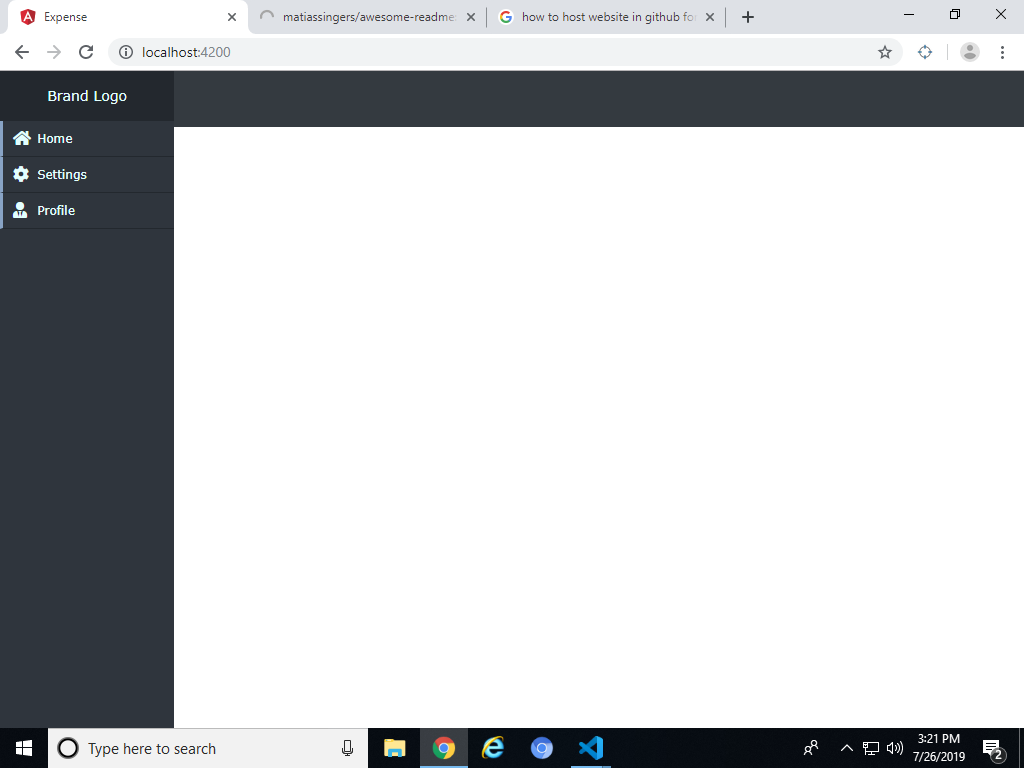 Expense
matiassingers/awesome-readme
how to host website in github fo
localhost:4200
Brand Logo
Home
Settings
Profile
Type here to search
3:21 PM
7/26/2019
2